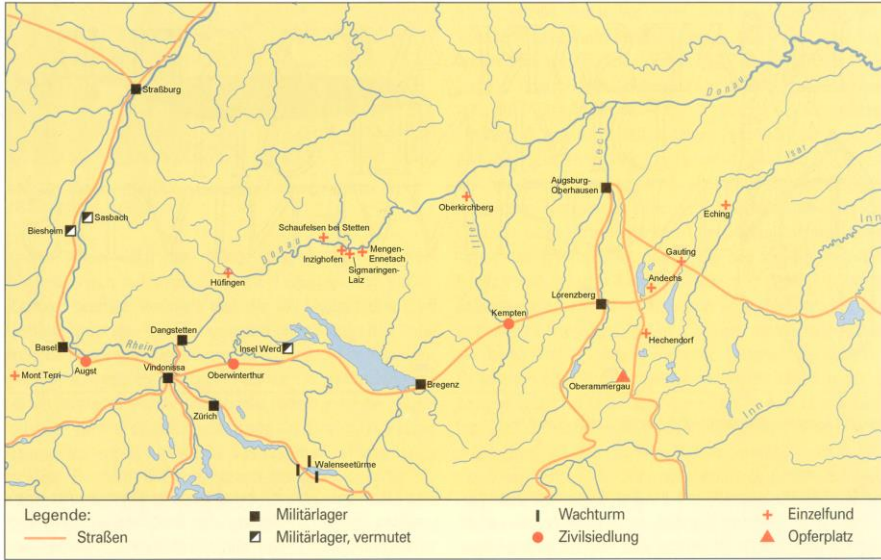 Straßburg
Donau
Lech
Isar
Augsburg-
Oberhausen
Inn
Oberkirchberg
Eching
Sasbach
Biesheim
Schaufelsen bei Stetten
Iller
Donau
Inzighofen
Mengen-
Ennetach
Sigmaringen-
Laiz
Gauting
Hüfingen
Andechs
Lorenzberg
Kempten
Dangstetten
Hechendorf
Basel
Rhein
Insel Werd
Augst
Vindonissa
Mont Terri
Oberwinterthur
Bregenz
Oberammergau
Inn
Zürich
Walenseetürme
Legende:
Straßen
Militärlager
Militärlager, vermutet
Wachturm
Zivilsiedlung
Einzelfund
Opferplatz